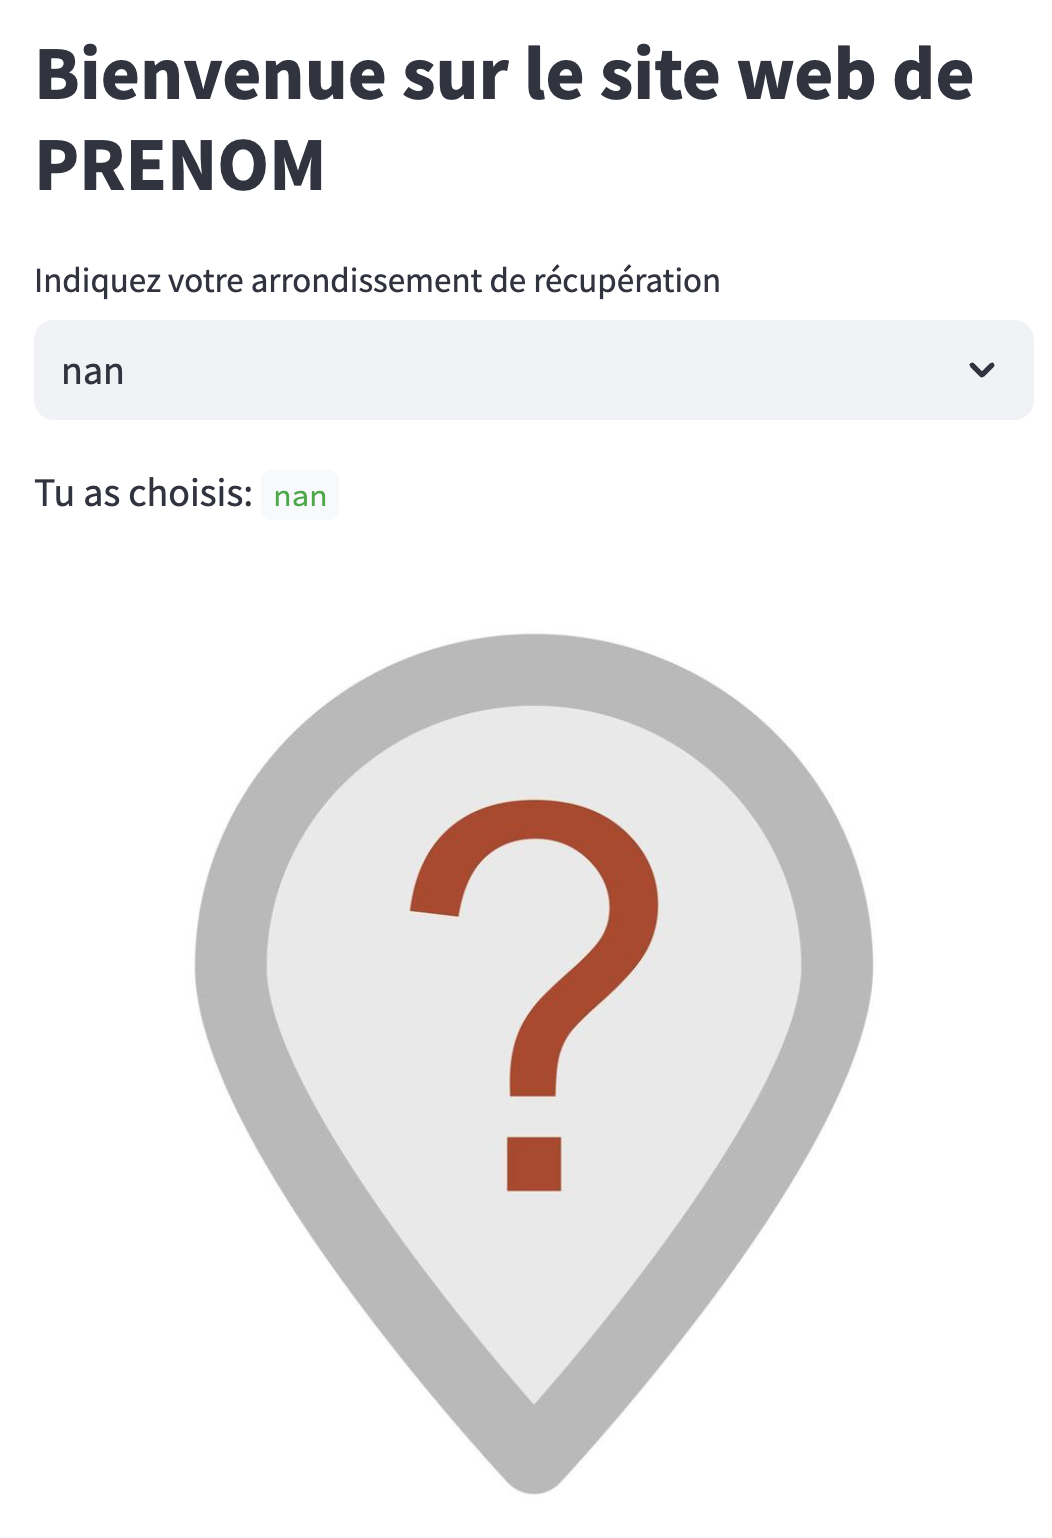 Bienvenue sur le site web de
PRENOM
Indiquez votre arrondissement de récupération
nan
Tu as choisis: nan
?